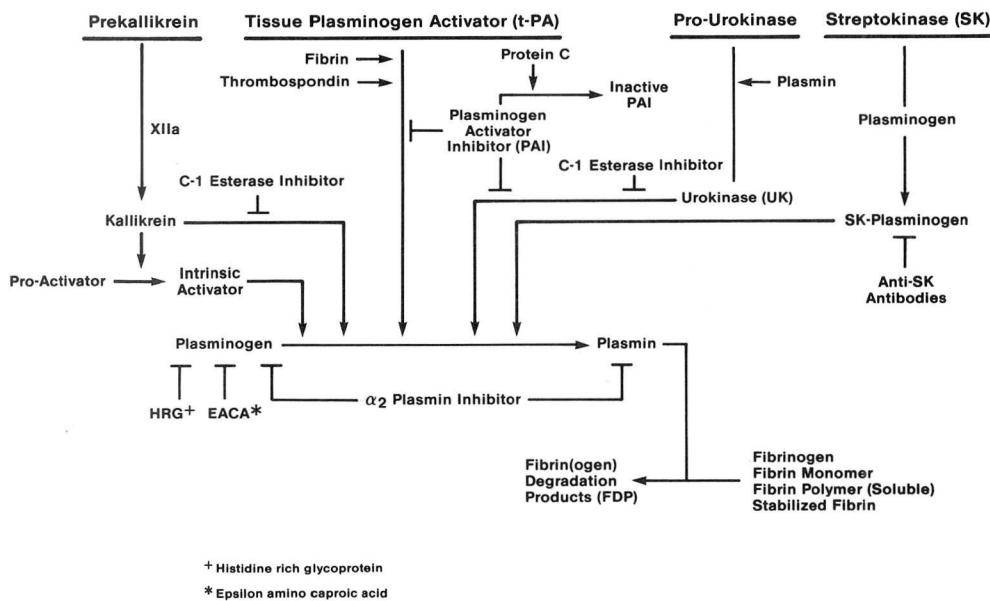 Prekallikrein
Tissue Plasminogen Activator (t-PA)
Pro-Urokinase
Streptokinase (SK)
Fibrin
Thrombospondin
Protein C
Inactive
PAI
Plasmin
XIIa
Plasminogen
Activator
Inhibitor (PAI)
Plasminogen
C-1 Esterase Inhibitor
C-1 Esterase Inhibitor
Urokinase (UK)
Kallikrein
SK-Plasminogen
Pro-Activator
Intrinsic
Activator
Anti-SK
Antibodies
Plasminogen
Plasmin
HRG+
EACA*
α2 Plasmin Inhibitor
Fibrin(ogen)
Degradation
Products (FDP)
Fibrinogen
Fibrin Monomer
Fibrin Polymer (Soluble)
Stabilized Fibrin
+ Histidine rich glycoprotein
* Epsilon amino caproic acid